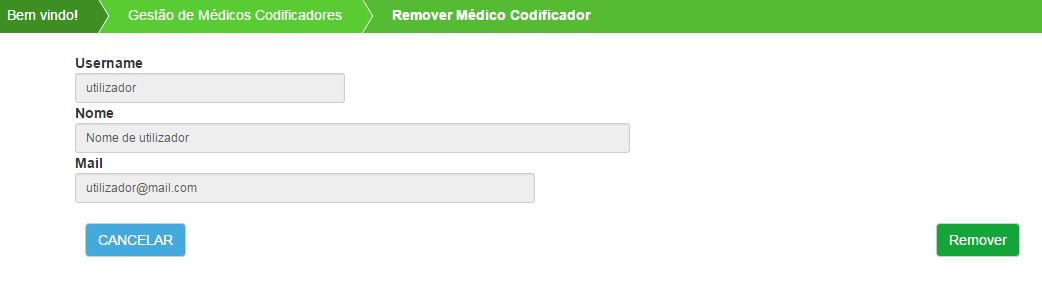 Bem vindo! Gestão de Médicos Codificadores Remover Médico Codificador
Username
utilizador
Nome
Nome de utilizador
Mail
utilizador@mail.com
CANCELAR Remover